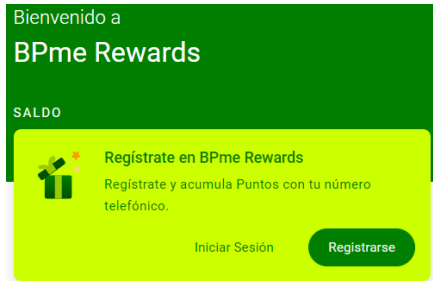 Bienvenido a
BPme Rewards
SALDO
Regístrate en BPme Rewards
Regístrate y acumula Puntos con tu número
telefónico.
Iniciar Sesión
Registrarse